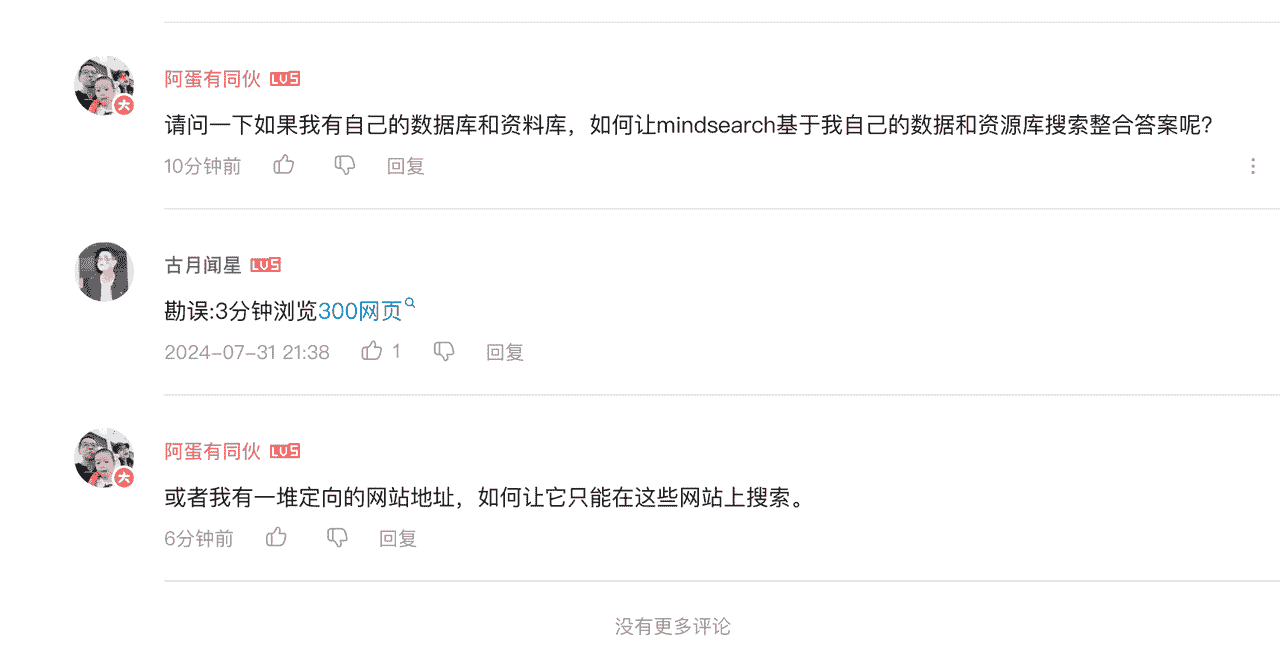 阿蛋有同伙 LV5
请问一下如果我有自己的数据库和资料库，如何让mindsearch基于我自己的数据和资源库搜索整合答案呢？
10分钟前 回复
古月闻星 LV5
勘误:3分钟浏览300网页
2024-07-31 21:38 1 回复
阿蛋有同伙 LV5
或者我有一堆定向的网站地址，如何让它只能在这些网站上搜索。
6分钟前 回复
没有更多评论